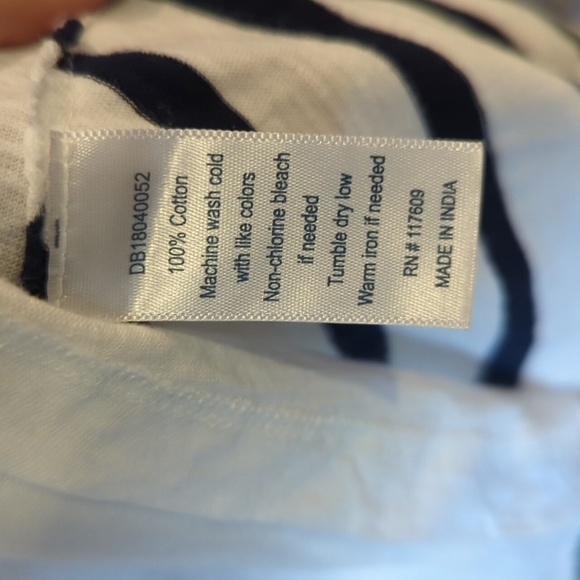 DB18040052
100% Cotton
Machine wash cold
with like colors
Non-chlorine bleach
if needed
Tumble dry low
Warm iron if needed
RN # 117609
MADE IN INDIA